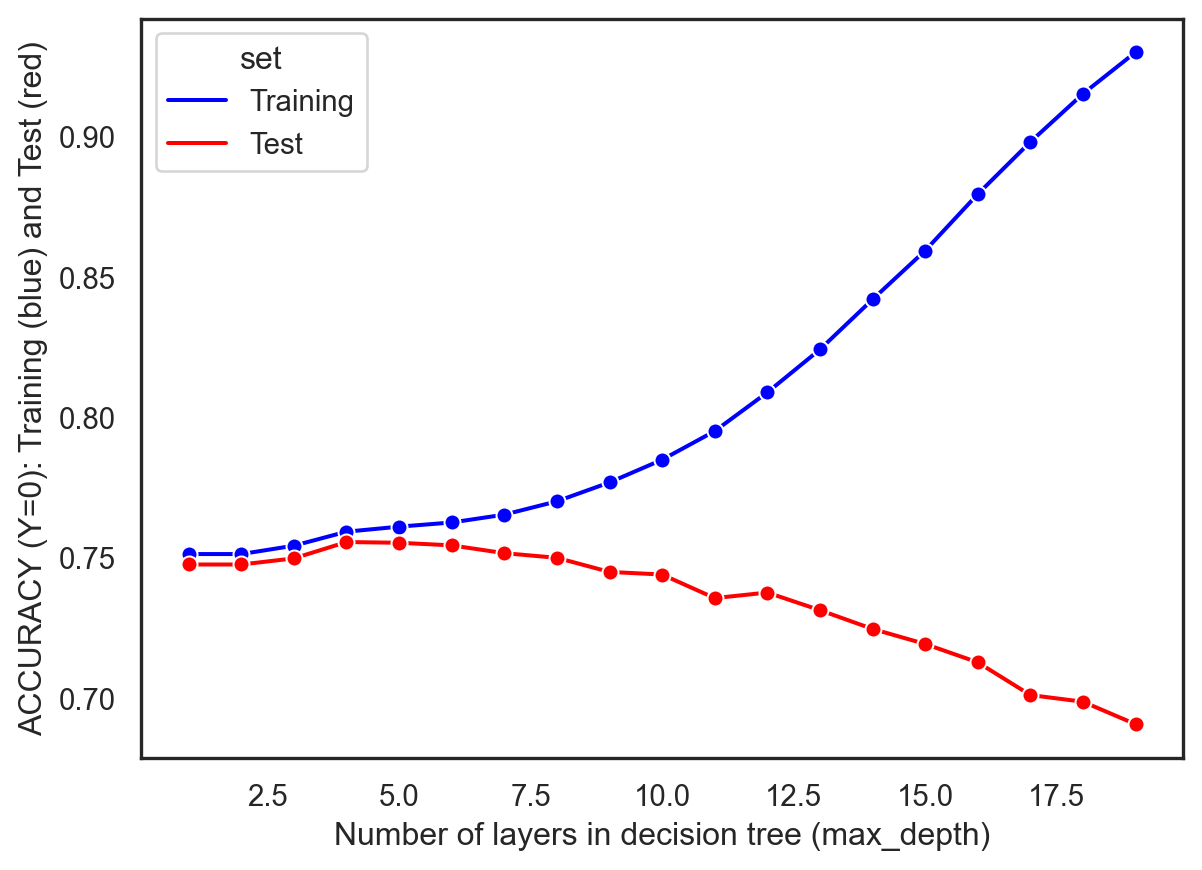 set
Training
Test
ACCURACY (Y=0): Training (blue) and Test (red)
0.90
0.85
0.80
0.75
0.70
2.5 5.0 7.5 10.0 12.5 15.0 17.5
Number of layers in decision tree (max_depth)